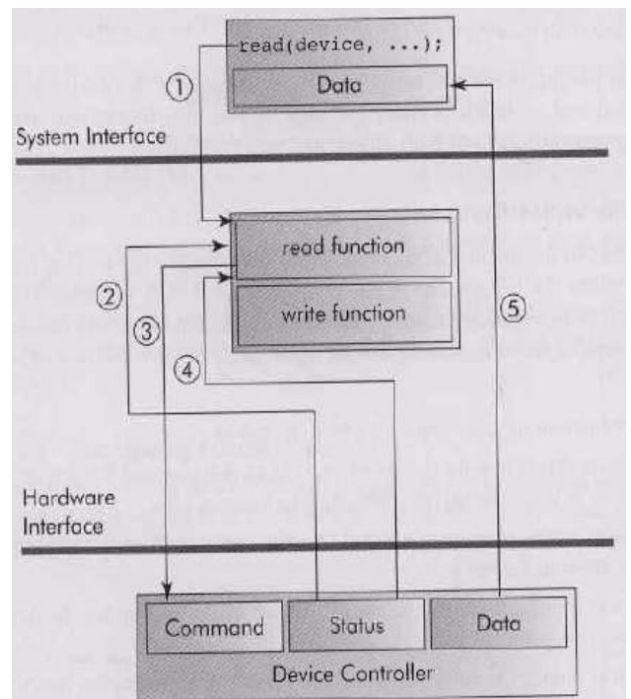 read(device, ...);
Data
①
System Interface
read function
②
write function
③
⑤
④
Hardware
Interface
Command
Status
Data
Device Controller